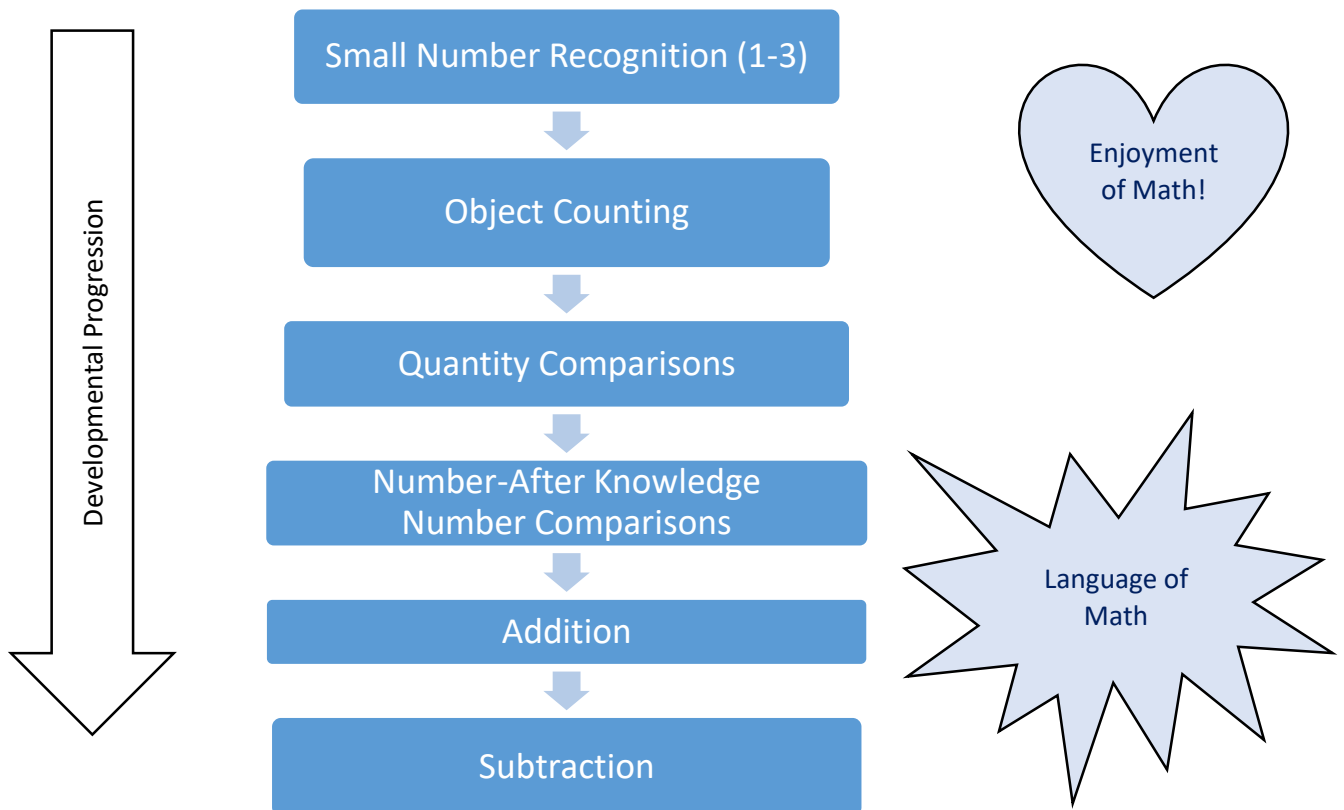 Developmental Progression
Small Number Recognition (1-3)
Object Counting
Quantity Comparisons
Number-After Knowledge
Number Comparisons
Addition
Subtraction
Enjoyment
of Math!
Language of
Math